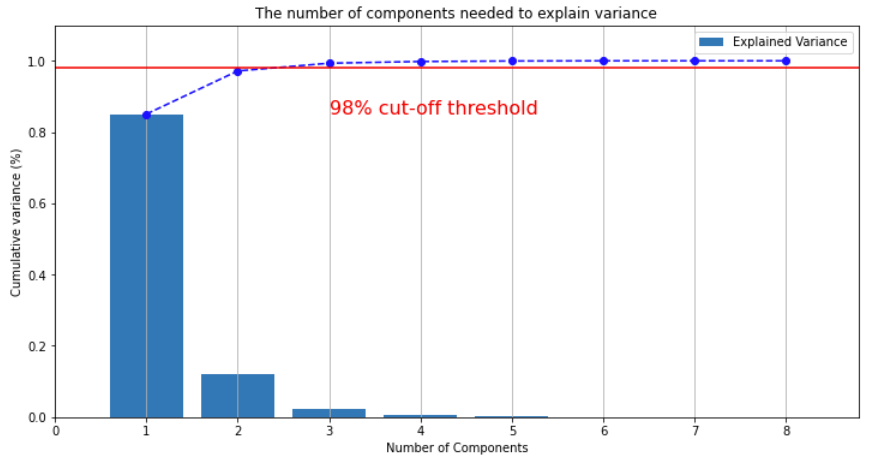 The number of components needed to explain variance
Explained Variance
98% cut-off threshold
Cumulative variance (%)
1.0
0.8
0.6
0.4
0.2
0.0
0 1 2 3 4 5 6 7 8
Number of Components